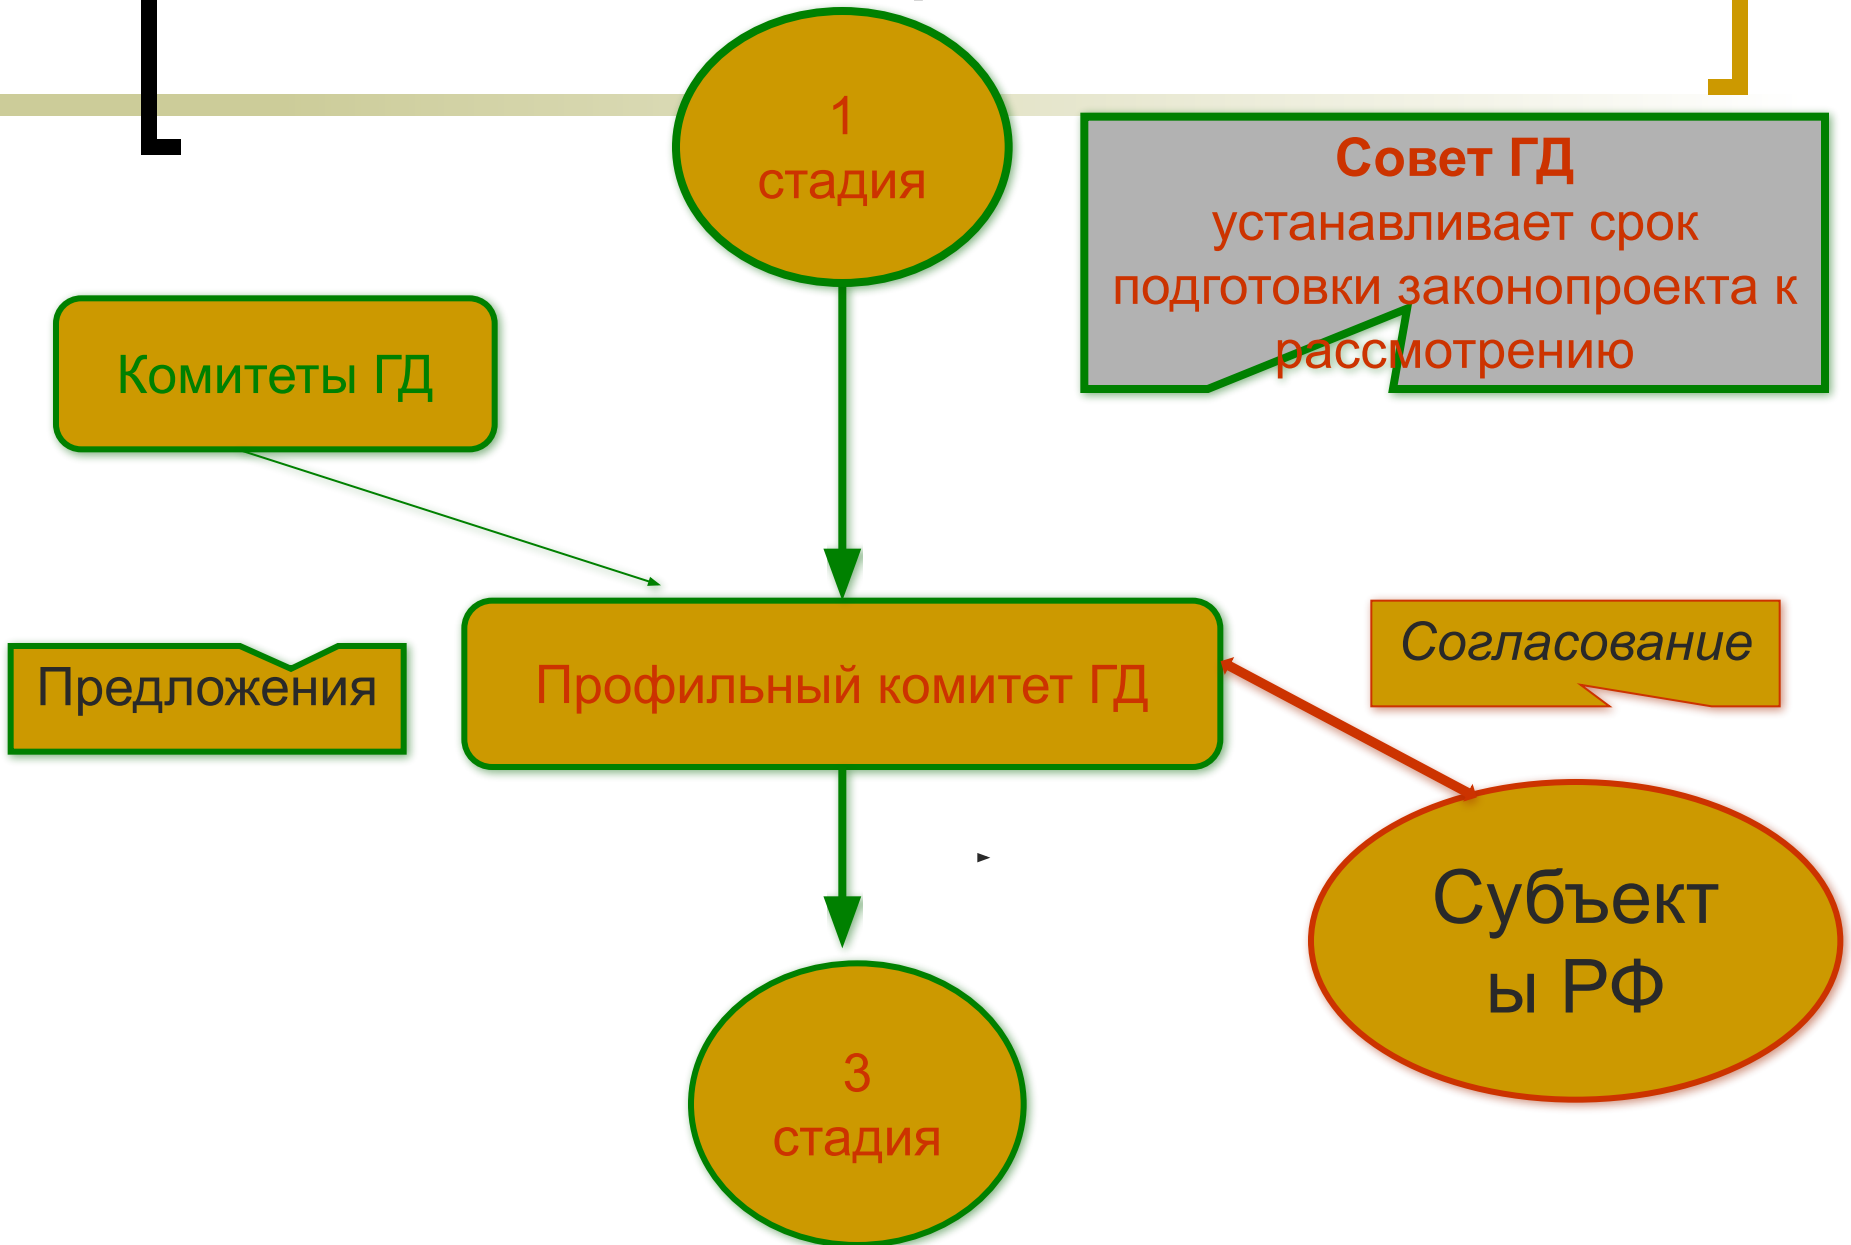 1
стадия
Совет ГД
устанавливает срок
подготовки законопроекта к
рассмотрению
Комитеты ГД
Предложения
Профильный комитет ГД
Согласование
Субъект
ы РФ
3
стадия